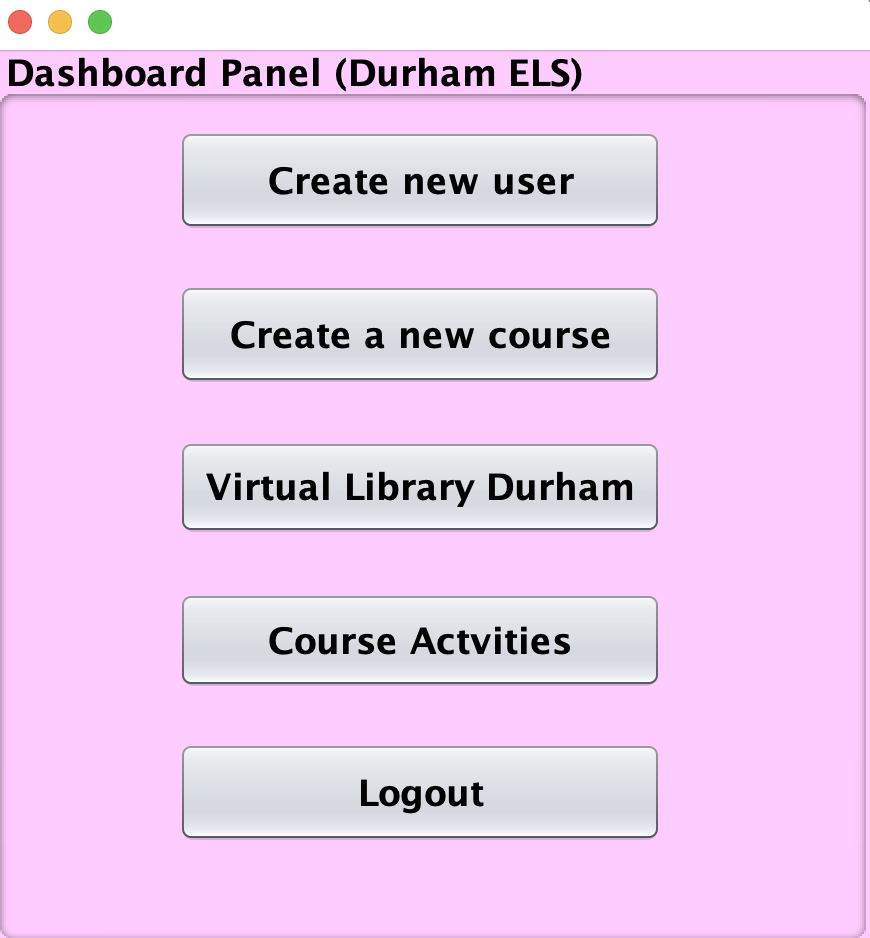 Dashboard Panel (Durham ELS)
Create new user
Create a new course
Virtual Library Durham
Course Actvities
Logout